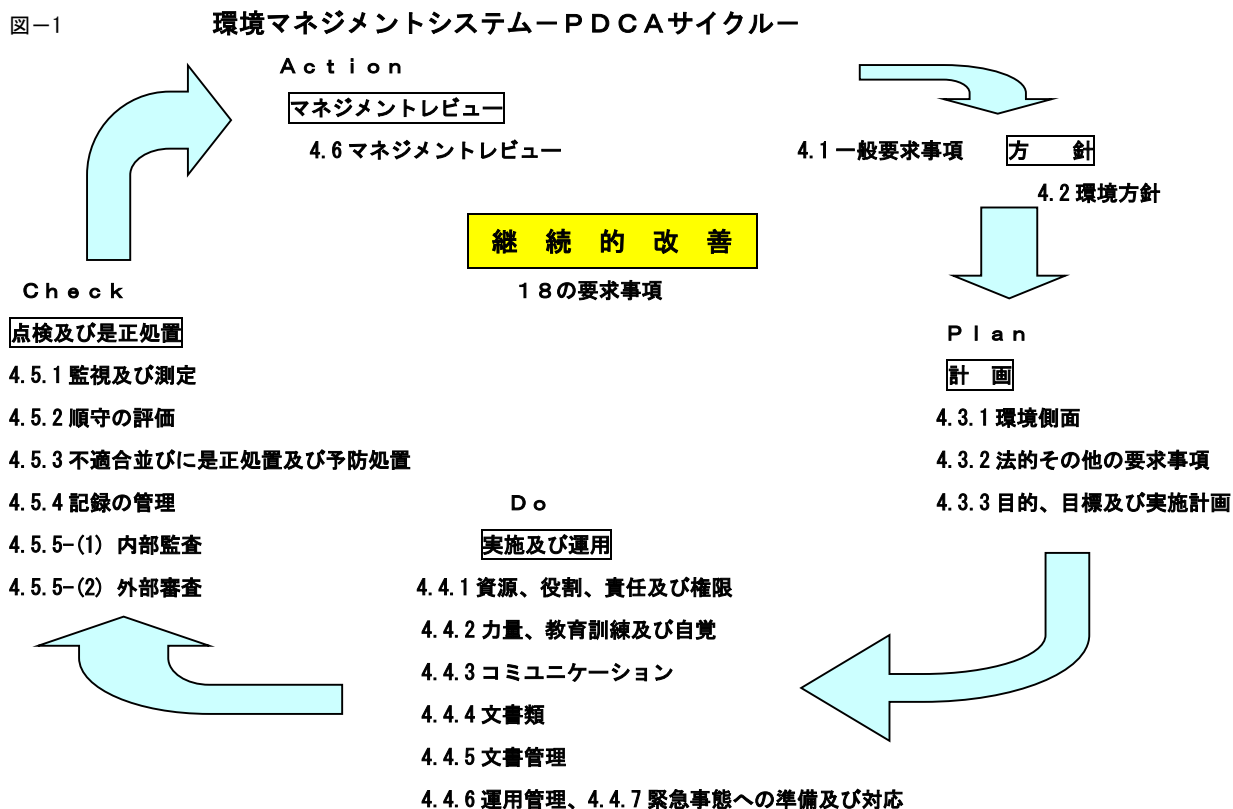 図－1
環境マネジメントシステム－ＰＤＣＡサイクル－
Ａｃｔｉｏｎ
マネジメントレビュー
4.6 マネジメントレビュー
4.1 一般要求事項
方　　針
4.2 環境方針
継　続　的　改　善
１８の要求事項
Ｃｈｅｃｋ
点検及び是正処置
4.5.1 監視及び測定
4.5.2 順守の評価
4.5.3 不適合並びに是正処置及び予防処置
4.5.4 記録の管理
4.5.5-(1) 内部監査
4.5.5-(2) 外部審査
Ｐｌａｎ
計　画
4.3.1 環境側面
4.3.2 法的その他の要求事項
4.3.3 目的、目標及び実施計画
Ｄｏ
実施及び運用
4.4.1 資源、役割、責任及び権限
4.4.2 力量、教育訓練及び自覚
4.4.3 コミュニケーション
4.4.4 文書類
4.4.5 文書管理
4.4.6 運用管理、4.4.7 緊急事態への準備及び対応